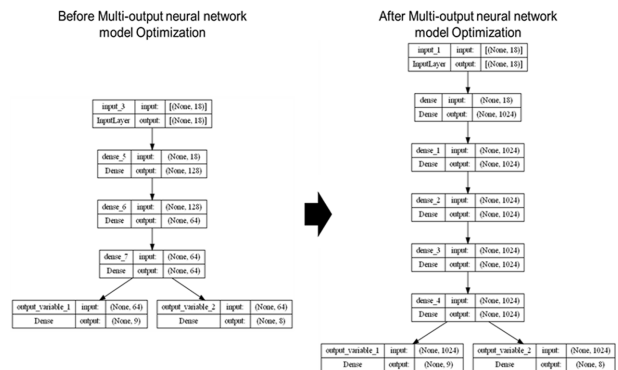 Before Multi-output neural network
model Optimization
input_3 input: [(None, 18)]
InputLayer output: [(None, 18)]
dense_5 input: (None, 18)
Dense output: (None, 128)
dense_6 input: (None, 128)
Dense output: (None, 64)
dense_7 input: (None, 64)
Dense output: (None, 64)
output_variable_1 input: (None, 64)
Dense output: (None, 9)
output_variable_2 input: (None, 64)
Dense output: (None, 8)
After Multi-output neural network
model Optimization
input_1 input: [(None, 18)]
InputLayer output: [(None, 18)]
dense input: (None, 18)
Dense output: (None, 1024)
dense_1 input: (None, 1024)
Dense output: (None, 1024)
dense_2 input: (None, 1024)
Dense output: (None, 1024)
dense_3 input: (None, 1024)
Dense output: (None, 1024)
dense_4 input: (None, 1024)
Dense output: (None, 1024)
output_variable_1 input: (None, 1024)
Dense output: (None, 9)
output_variable_2 input: (None, 1024)
Dense output: (None, 8)